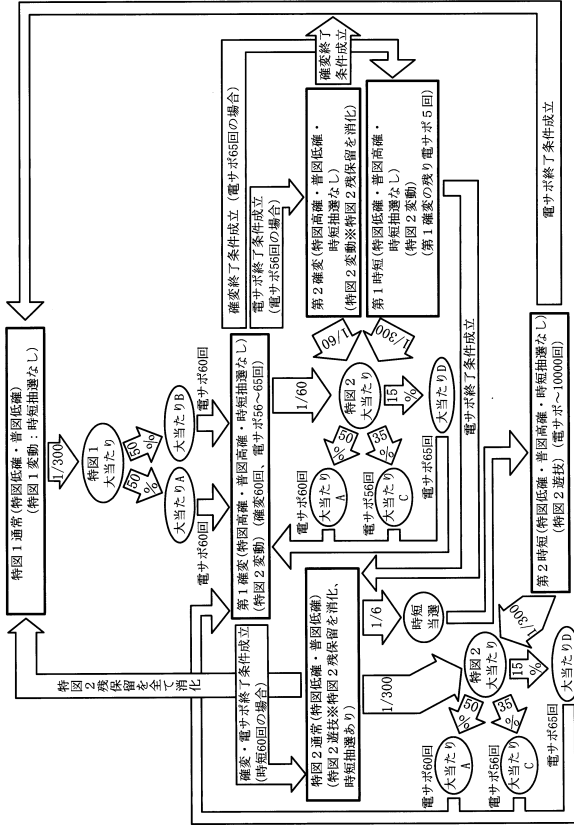 特図1通常(特図低確・普図低確)
(特図1変動:時短抽選なし)
1/300
特図1
大当たり
50
%
50
%
大当たりA
大当たりB
電サポ60回
電サポ60回
第1確変(特図高確・普図高確・時短抽選なし)
(特図2変動) (確変60回、電サポ56~65回)
確変終了条件成立 (電サポ65回の場合)
電サポ終了条件成立
(電サポ56回の場合)
第2確変(特図高確・普図低確・
時短抽選なし)
(特図2変動※特図2残保留を消化)
確変終了
条件成立
第1時短(特図低確・普図高確・
時短抽選なし)
(特図2変動)
(第1確変の残り電サポ5回)
1/60
1/60
1/300
特図2
大当たり
50
%
35
%
15
%
大当たり
A
大当たり
C
大当たりD
電サポ60回
電サポ56回
電サポ65回
電サポ終了条件成立
特図2残保留を全て消化
確変・電サポ終了条件成立
(時短60回の場合)
特図2通常(特図低確・普図低確)
(特図2遊技※特図2残保留を消化、
時短抽選あり)
1/6
時短
当選
1/300
第2時短(特図低確・普図高確・時短抽選なし)
(特図2遊技) (電サポ~10000回)
電サポ終了条件成立
1/300
特図2
大当たり
50
%
35
%
15
%
大当たり
A
大当たり
C
大当たりD
電サポ60回
電サポ56回
電サポ65回